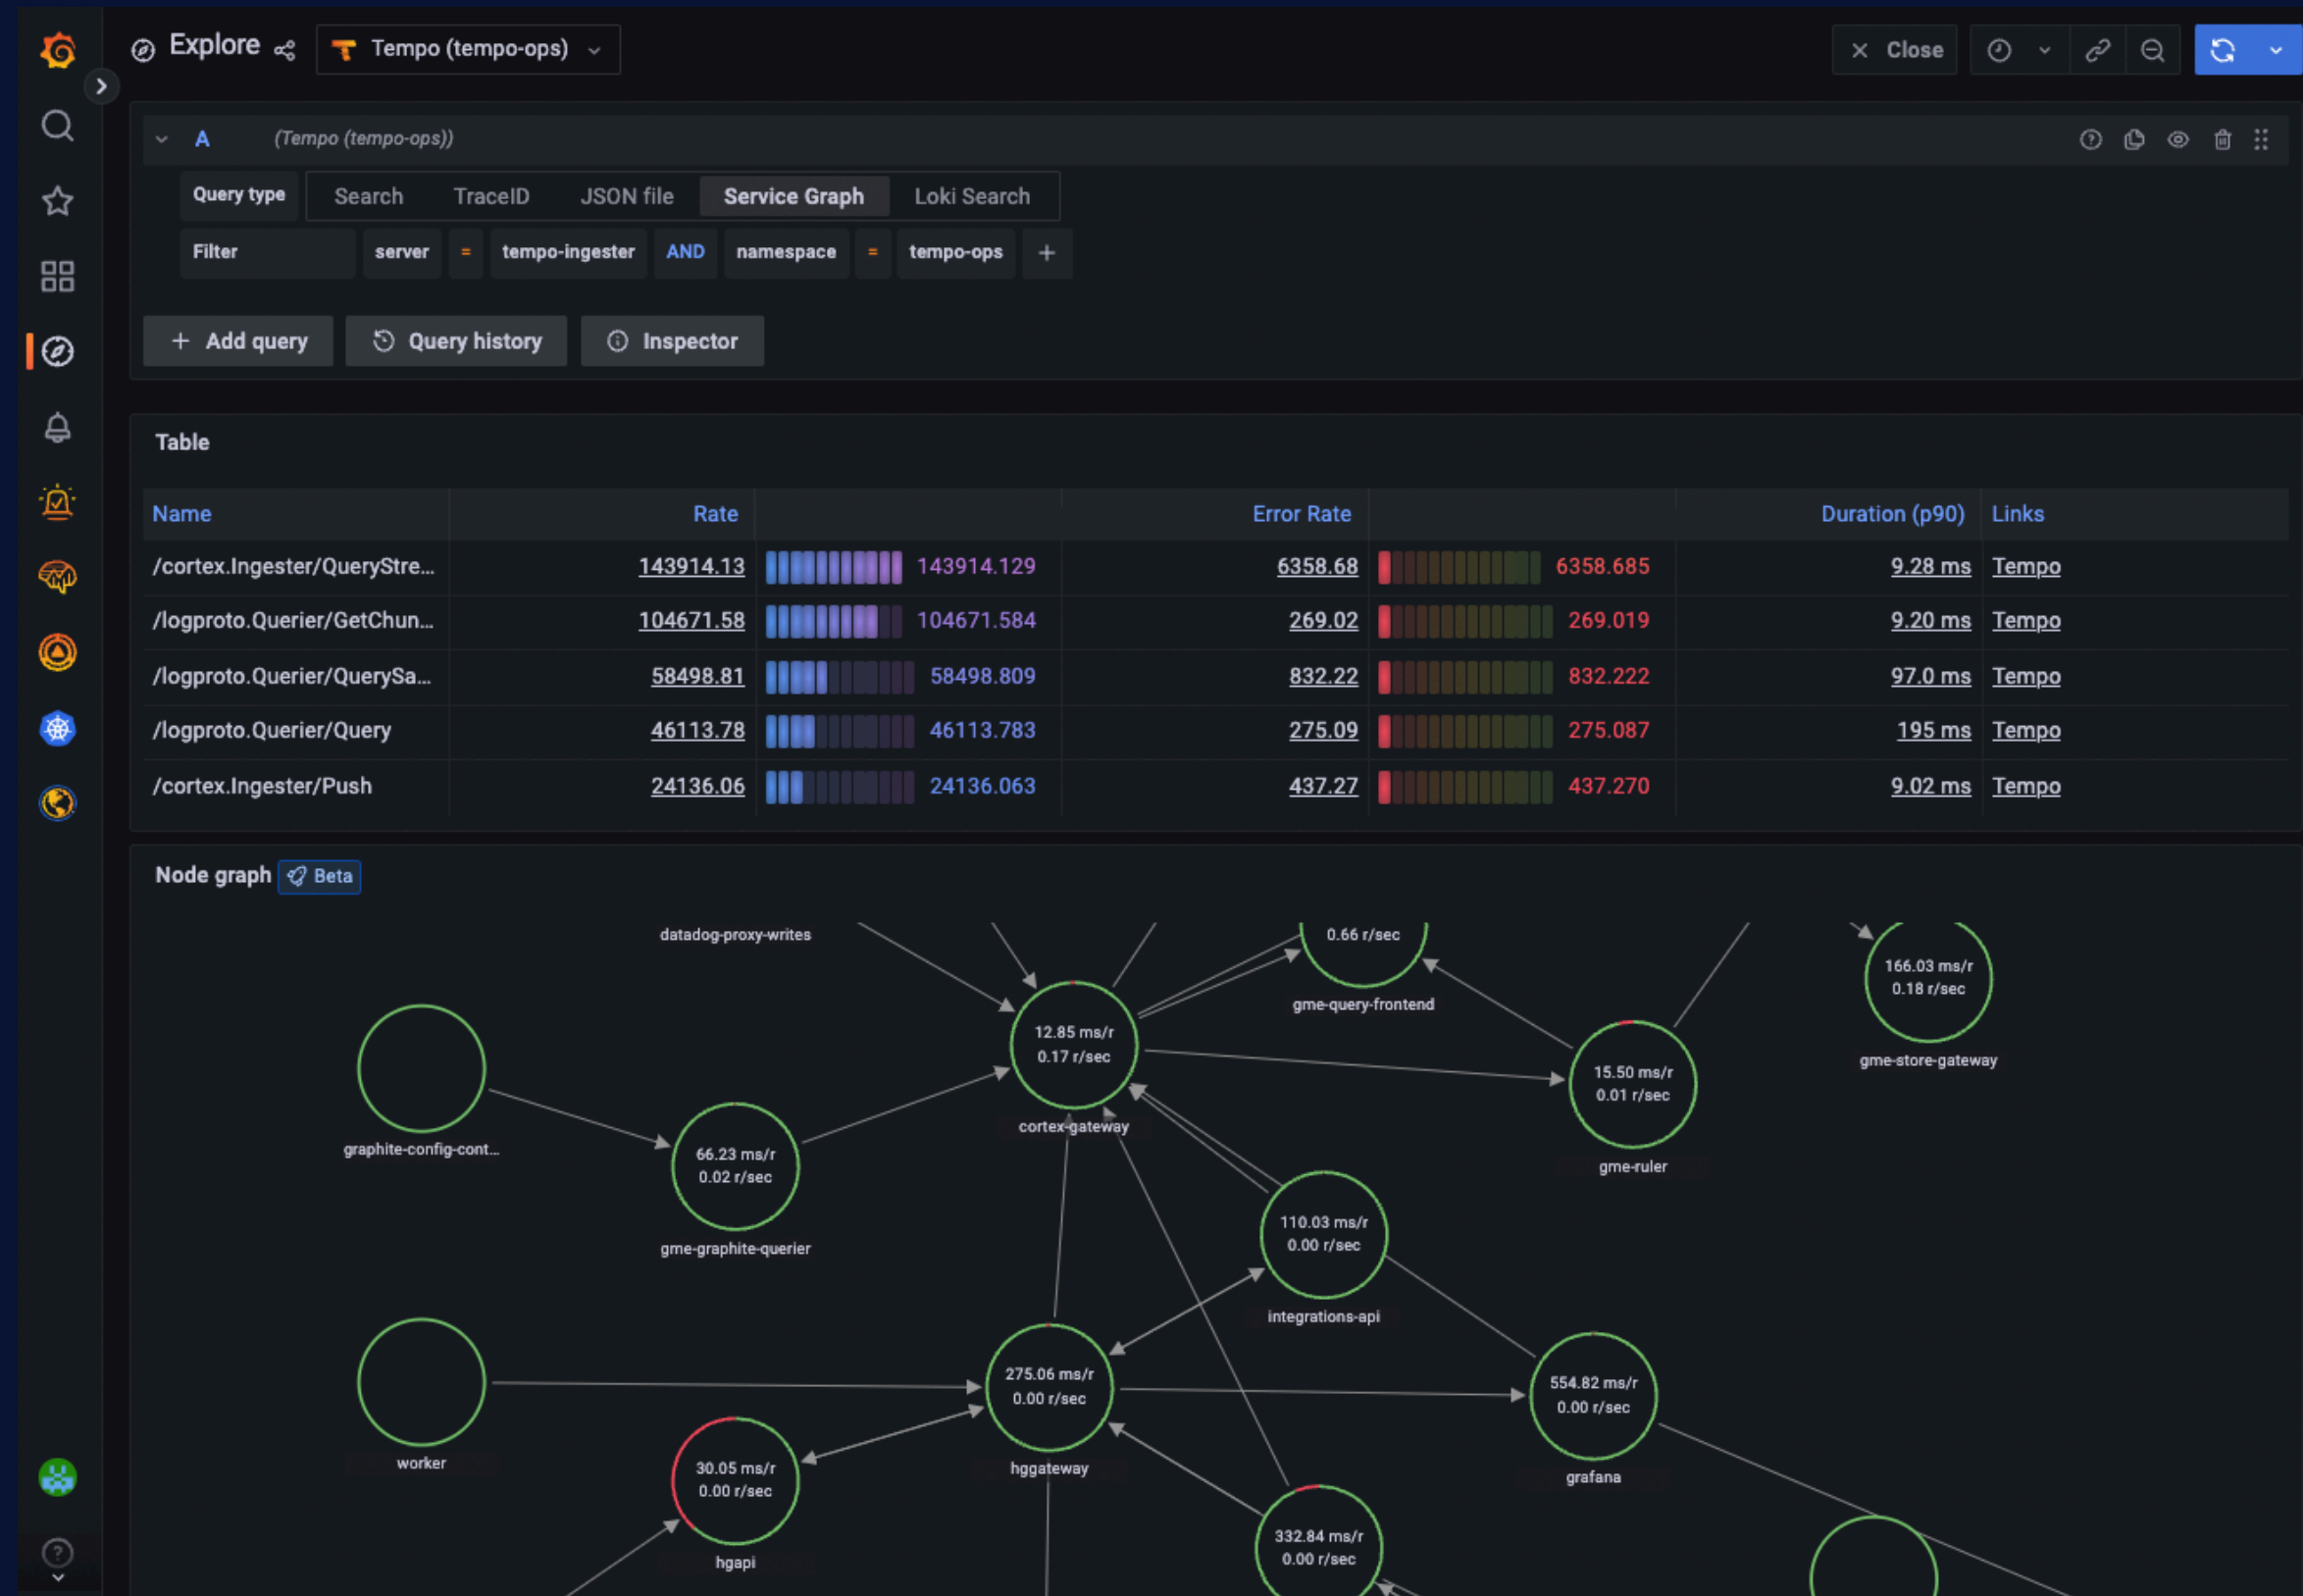 Explore Tempo (tempo-ops) Close
A (Tempo (tempo-ops))
Query type Search TraceID JSON file Service Graph Loki Search
Filter server = tempo-ingester AND namespace = tempo-ops +
+ Add query Query history Inspector
Table
Name Rate Error Rate Duration (p90) Links
/cortex.Ingester/QueryStre... 143914.13 143914.129 6358.68 6358.685 9.28 ms Tempo
/logproto.Querier/GetChun... 104671.58 104671.584 269.02 269.019 9.20 ms Tempo
/logproto.Querier/QuerySa... 58498.81 58498.809 832.22 832.222 97.0 ms Tempo
/logproto.Querier/Query 46113.78 46113.783 275.09 275.087 195 ms Tempo
/cortex.Ingester/Push 24136.06 24136.063 437.27 437.270 9.02 ms Tempo
Node graph Beta
datadog-proxy-writes
0.66 r/sec
gme-query-frontend
166.03 ms/r
0.18 r/sec
gme-store-gateway
12.85 ms/r
0.17 r/sec
cortex-gateway
15.50 ms/r
0.01 r/sec
gme-ruler
graphite-config-cont...
66.23 ms/r
0.02 r/sec
gme-graphite-querier
110.03 ms/r
0.00 r/sec
integrations-api
worker
275.06 ms/r
0.00 r/sec
hggateway
554.82 ms/r
0.00 r/sec
grafana
30.05 ms/r
0.00 r/sec
hgapi
332.84 ms/r
0.00 r/sec